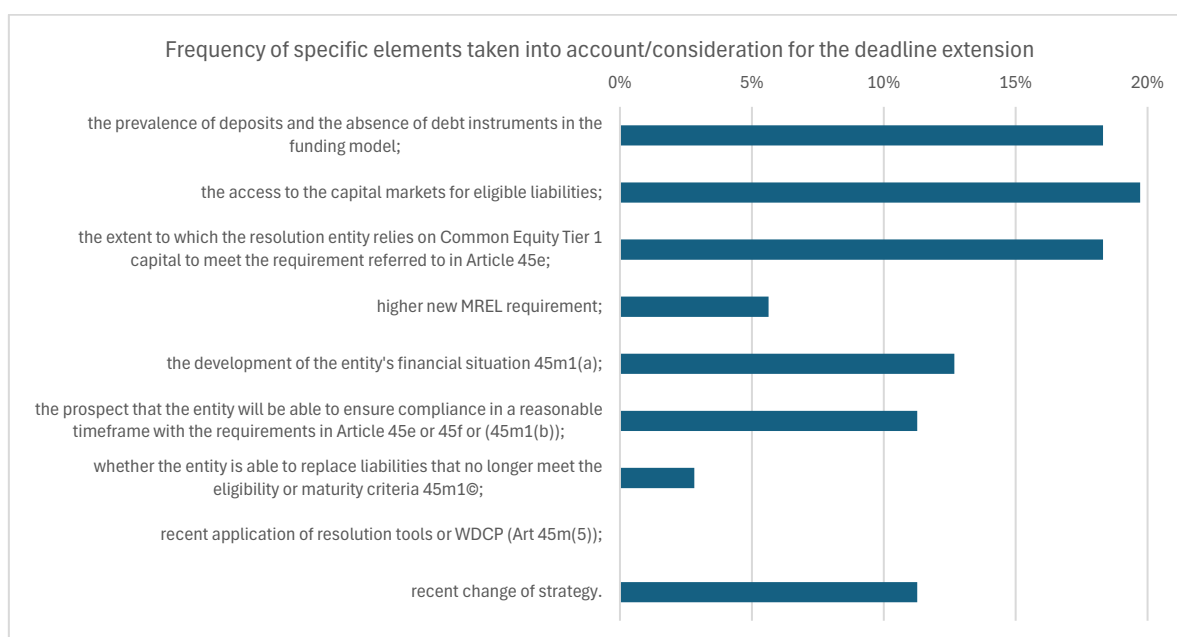 Frequency of specific elements taken into account/consideration for the deadline extension
0% 5% 10% 15% 20%
the prevalence of deposits and the absence of debt instruments in the
funding model;
the access to the capital markets for eligible liabilities;
the extent to which the resolution entity relies on Common Equity Tier 1
capital to meet the requirement referred to in Article 45e;
higher new MREL requirement;
the development of the entity's financial situation 45m1(a);
the prospect that the entity will be able to ensure compliance in a reasonable
timeframe with the requirements in Article 45e or 45f or (45m1(b));
whether the entity is able to replace liabilities that no longer meet the
eligibility or maturity criteria 45m1©;
recent application of resolution tools or WDCP (Art 45m(5));
recent change of strategy.